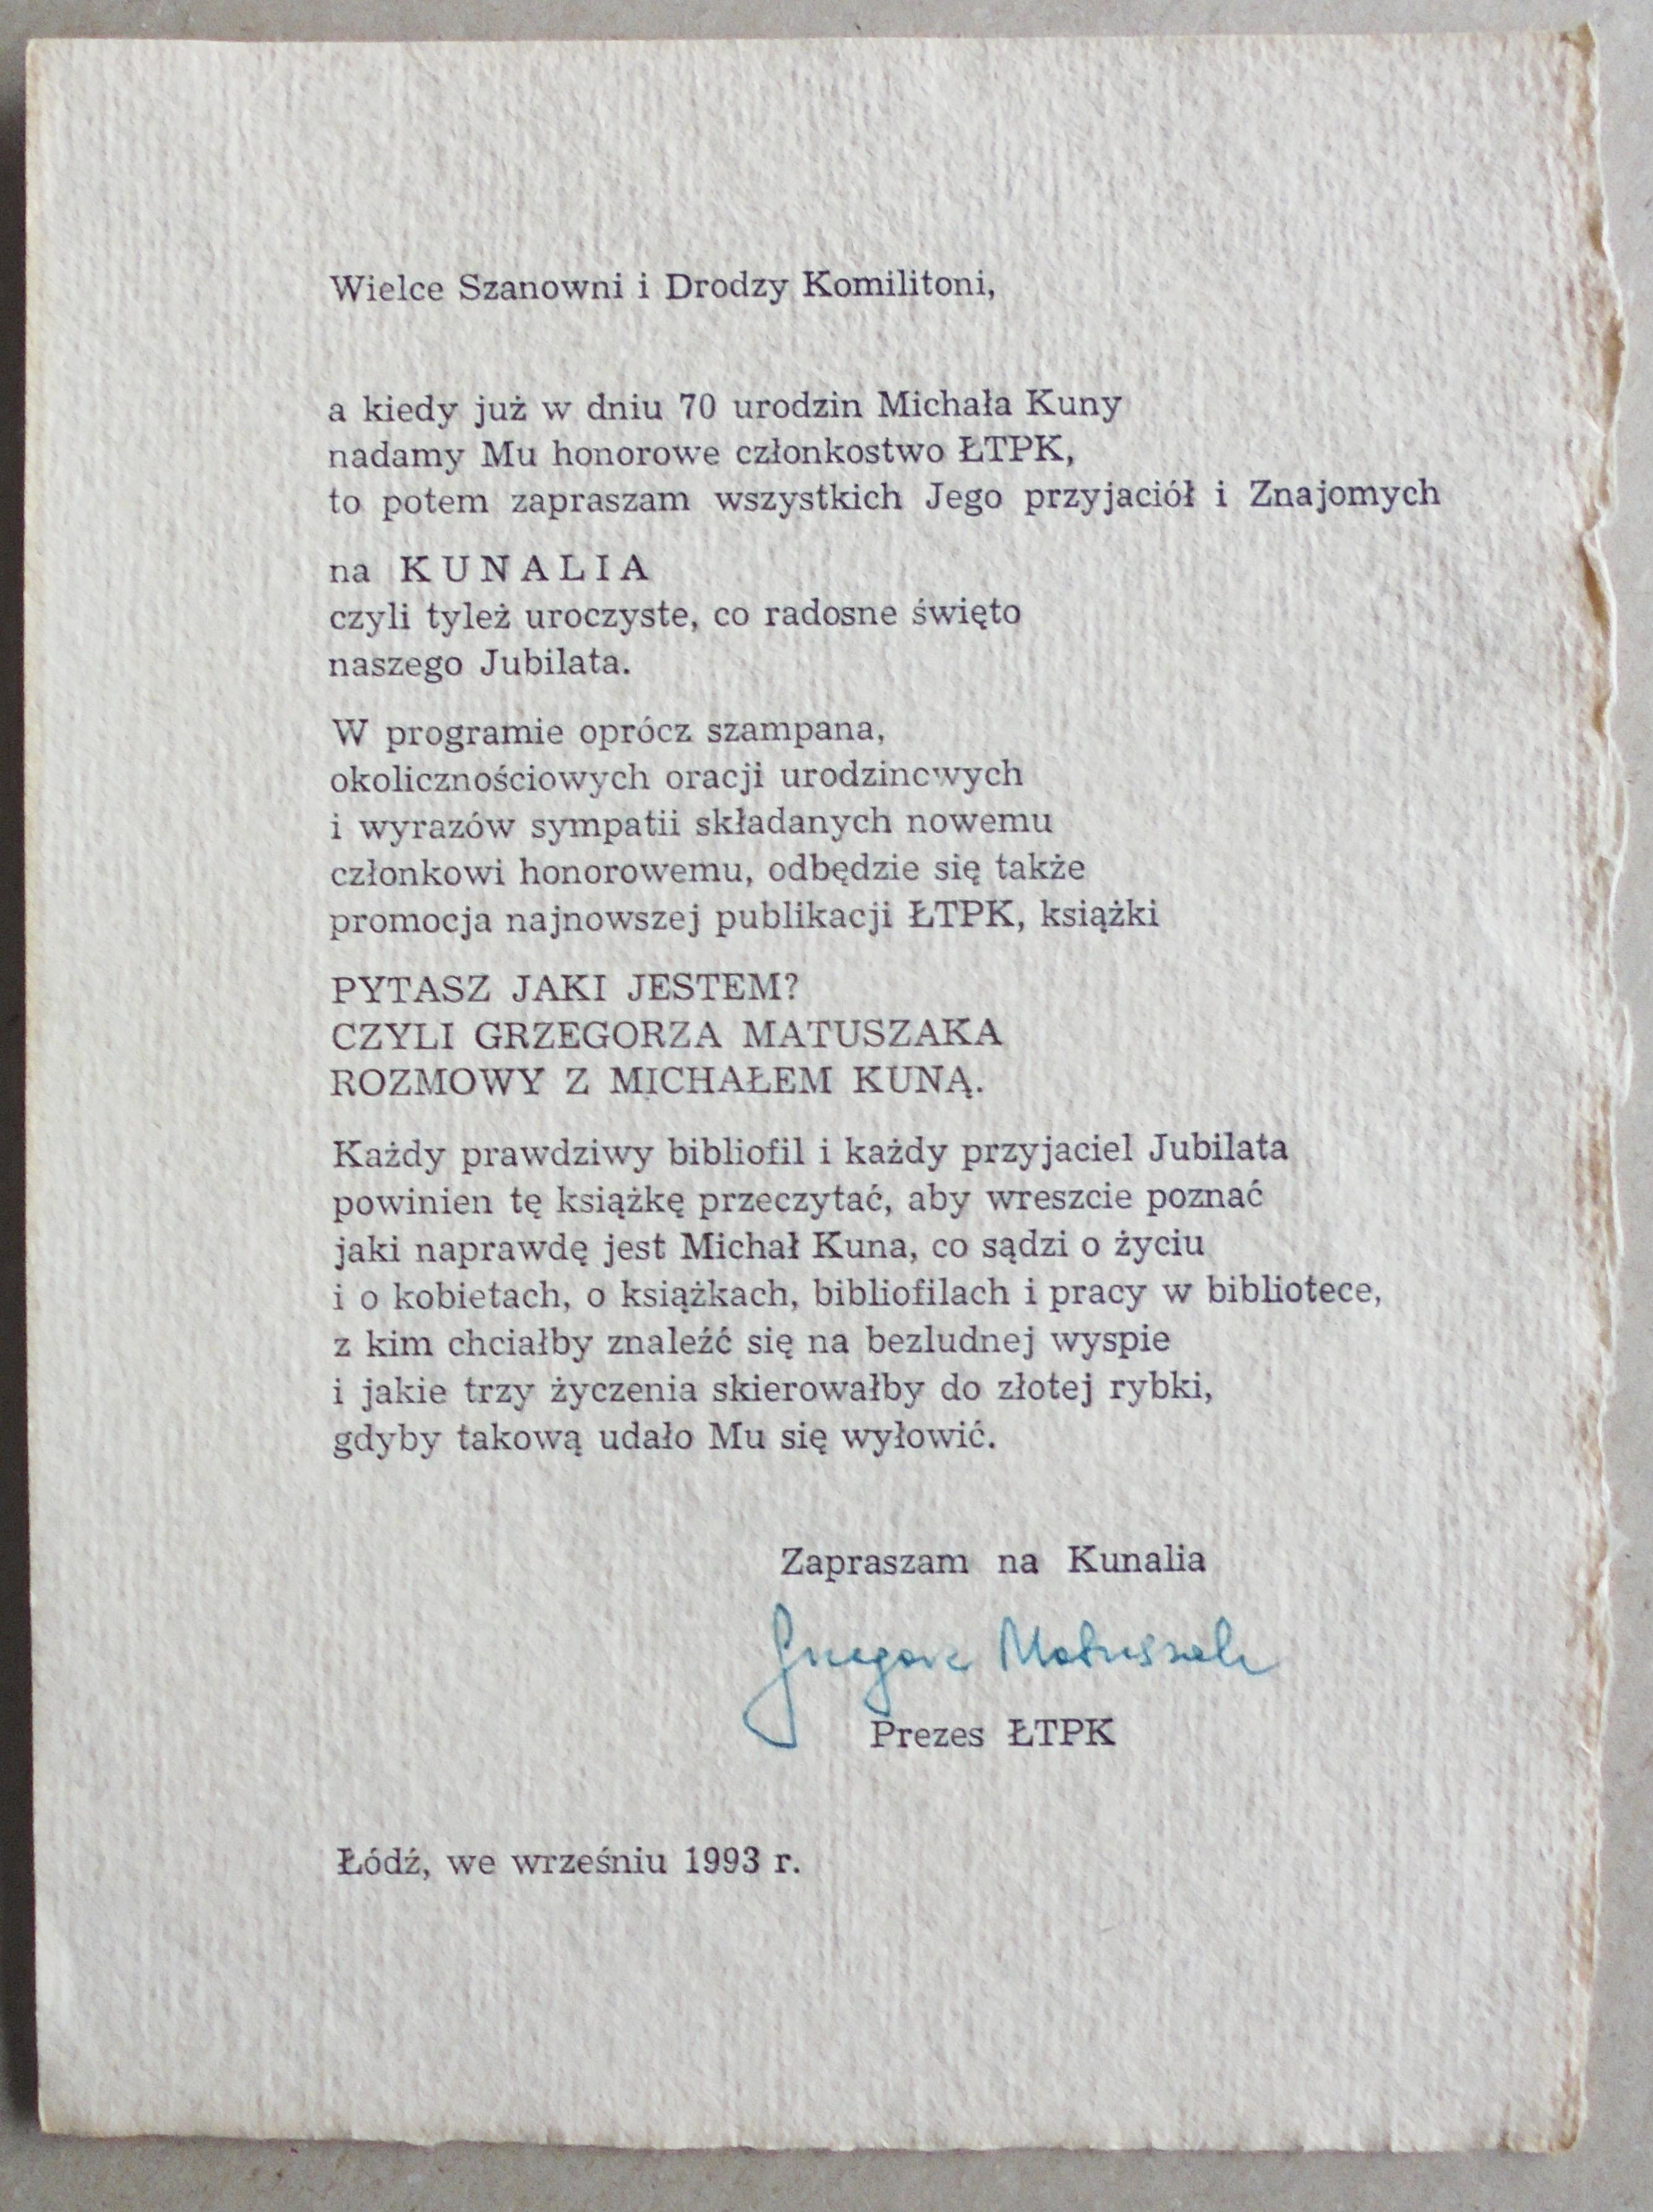 Wielce Szanowni i Drodzy Komilitoni,
a kiedy już w dniu 70 urodzin Michała Kuny
nadamy Mu honorowe członkostwo ŁTPK,
to potem zapraszam wszystkich Jego przyjaciół i Znajomych
na KUNALIA
czyli tyleż uroczyste, co radosne święto
naszego Jubilata.
W programie oprócz szampana,
okolicznościowych oracji urodzinowych
i wyrazów sympatii składanych nowemu
członkowi honorowemu, odbędzie się także
promocja najnowszej publikacji ŁTPK, książki
PYTASZ JAKI JESTEM?
CZYLI GRZEGORZA MATUSZAKA
ROZMOWY Z MICHAŁEM KUNĄ.
Każdy prawdziwy bibliofil i każdy przyjaciel Jubilata
powinien tę książkę przeczytać, aby wreszcie poznać
jaki naprawdę jest Michał Kuna, co sądzi o życiu
i o kobietach, o książkach, bibliofilach i pracy w bibliotece,
z kim chciałby znaleźć się na bezludnej wyspie
i jakie trzy życzenia skierowałby do złotej rybki,
gdyby takową udało Mu się wyłowić.
Zapraszam na Kunalia
Grzegorz Matuszak
Prezes ŁTPK
Łódź, we wrześniu 1993 r.